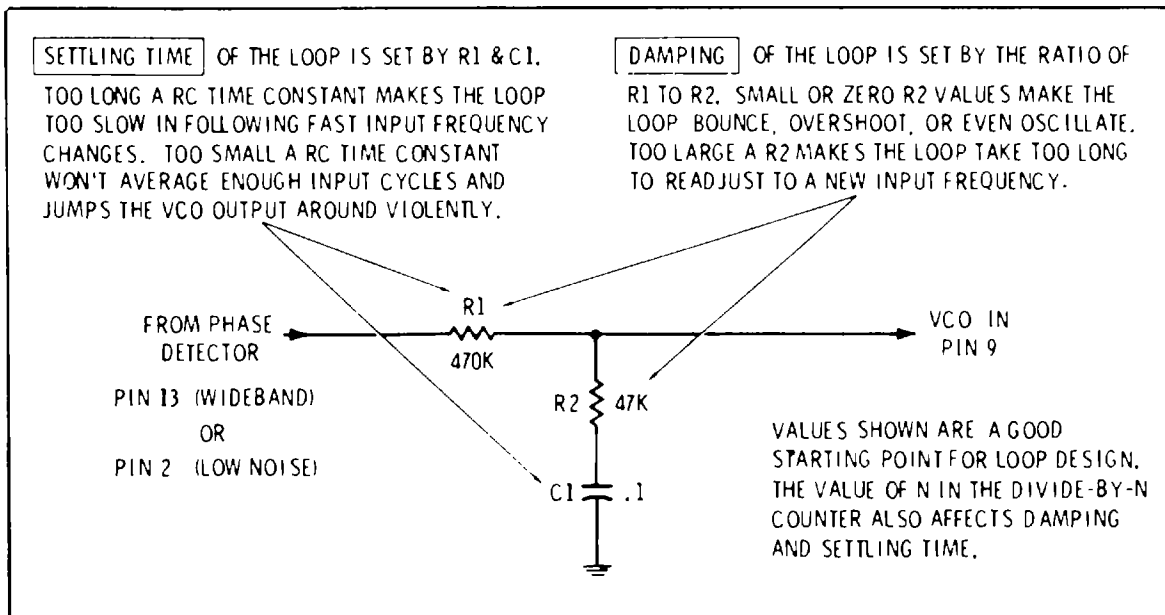 SETTLING TIME OF THE LOOP IS SET BY R1 & C1.
TOO LONG A RC TIME CONSTANT MAKES THE LOOP
TOO SLOW IN FOLLOWING FAST INPUT FREQUENCY
CHANGES. TOO SMALL A RC TIME CONSTANT
WON'T AVERAGE ENOUGH INPUT CYCLES AND
JUMPS THE VCO OUTPUT AROUND VIOLENTLY.
DAMPING OF THE LOOP IS SET BY THE RATIO OF
R1 TO R2. SMALL OR ZERO R2 VALUES MAKE THE
LOOP BOUNCE, OVERSHOOT, OR EVEN OSCILLATE.
TOO LARGE A R2 MAKES THE LOOP TAKE TOO LONG
TO READJUST TO A NEW INPUT FREQUENCY.
FROM PHASE
DETECTOR
PIN 13 (WIDEBAND)
OR
PIN 2 (LOW NOISE)
R1
470K
R2 47K
C1 .1
VCO IN
PIN 9
VALUES SHOWN ARE A GOOD
STARTING POINT FOR LOOP DESIGN.
THE VALUE OF N IN THE DIVIDE-BY-N
COUNTER ALSO AFFECTS DAMPING
AND SETTLING TIME.